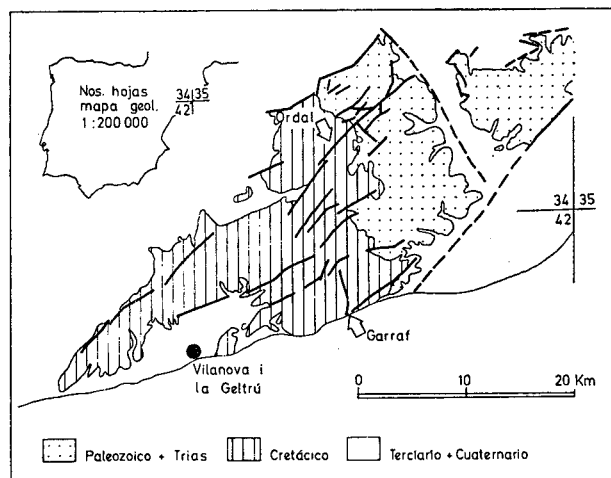 Nos. hojas
mapa geol.
1:200 000
34 35
42
Ordal
34 35
42
Garraf
Vilanova i
la Geltrú
0 10 20 Km
Paleozoico + Trias
Cretácico
Terciario + Cuaternario